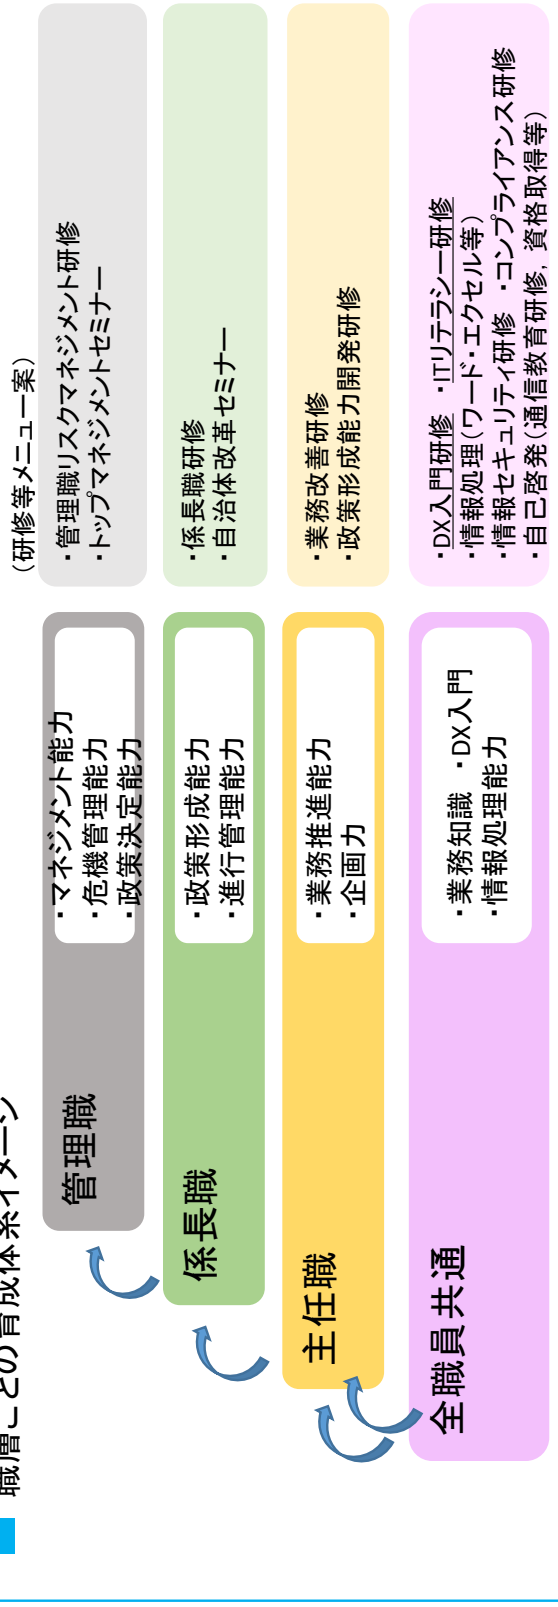 職層ごとの育成体系イメージ
（研修等メニュー案）
管理職
・マネジメント能力
・危機管理能力
・政策決定能力
・管理職リスクマネジメント研修
・トップマネジメントセミナー
係長職
・政策形成能力
・進行管理能力
・係長職研修
・自治体改革セミナー
主任職
・業務推進能力
・企画力
・業務改善研修
・政策形成能力開発研修
全職員共通
・業務知識　・DX入門
・情報処理能力
・DX入門研修　・ITリテラシー研修
・情報処理（ワード・エクセル等）
・情報セキュリティ研修　・コンプライアンス研修
・自己啓発（通信教育研修，資格取得等）